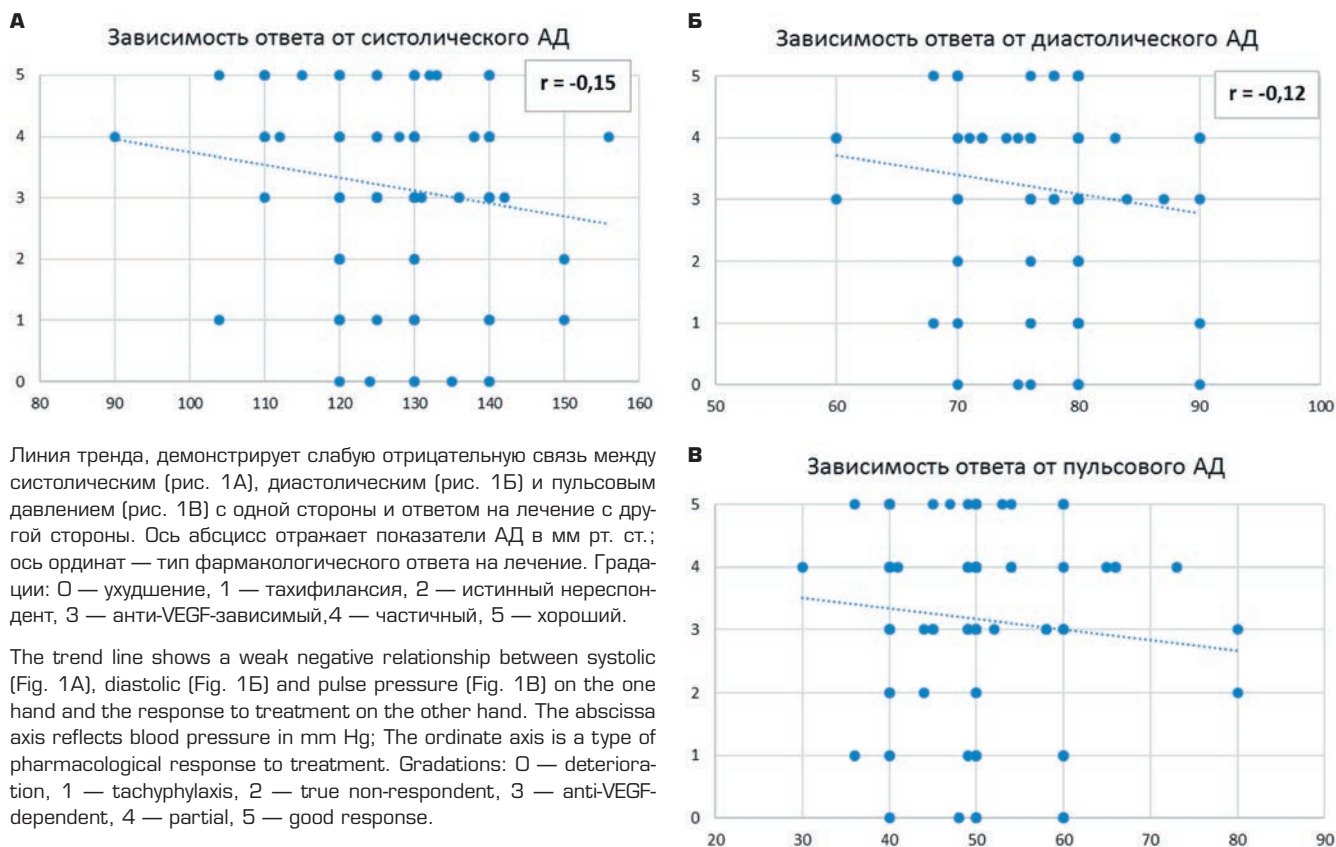 А
Зависимость ответа от систолического АД
r = -0,15
5
4
3
2
1
0
80 90 100 110 120 130 140 150 160
Б
Зависимость ответа от диастолического АД
r = -0,12
5
4
3
2
1
0
50 60 70 80 90 100
Линия тренда, демонстрирует слабую отрицательную связь между
систолическим (рис. 1А), диастолическим (рис. 1Б) и пульсовым
давлением (рис. 1В) с одной стороны и ответом на лечение с дру-
гой стороны. Ось абсцисс отражает показатели АД в мм рт. ст.;
ось ординат — тип фармакологического ответа на лечение. Града-
ции: 0 — ухудшение, 1 — тахифилаксия, 2 — истинный нереспон-
дент, 3 — анти-VEGF-зависимый,4 — частичный, 5 — хороший.
The trend line shows a weak negative relationship between systolic
(Fig. 1A), diastolic (Fig. 1Б) and pulse pressure (Fig. 1B) on the one
hand and the response to treatment on the other hand. The abscissa
axis reflects blood pressure in mm Hg; The ordinate axis is a type of
pharmacological response to treatment. Gradations: 0 — deteriora-
tion, 1 — tachyphylaxis, 2 — true non-respondent, 3 — anti-VEGF-
dependent, 4 — partial, 5 — good response.
В
Зависимость ответа от пульсового АД
5
4
3
2
1
0
20 30 40 50 60 70 80 90